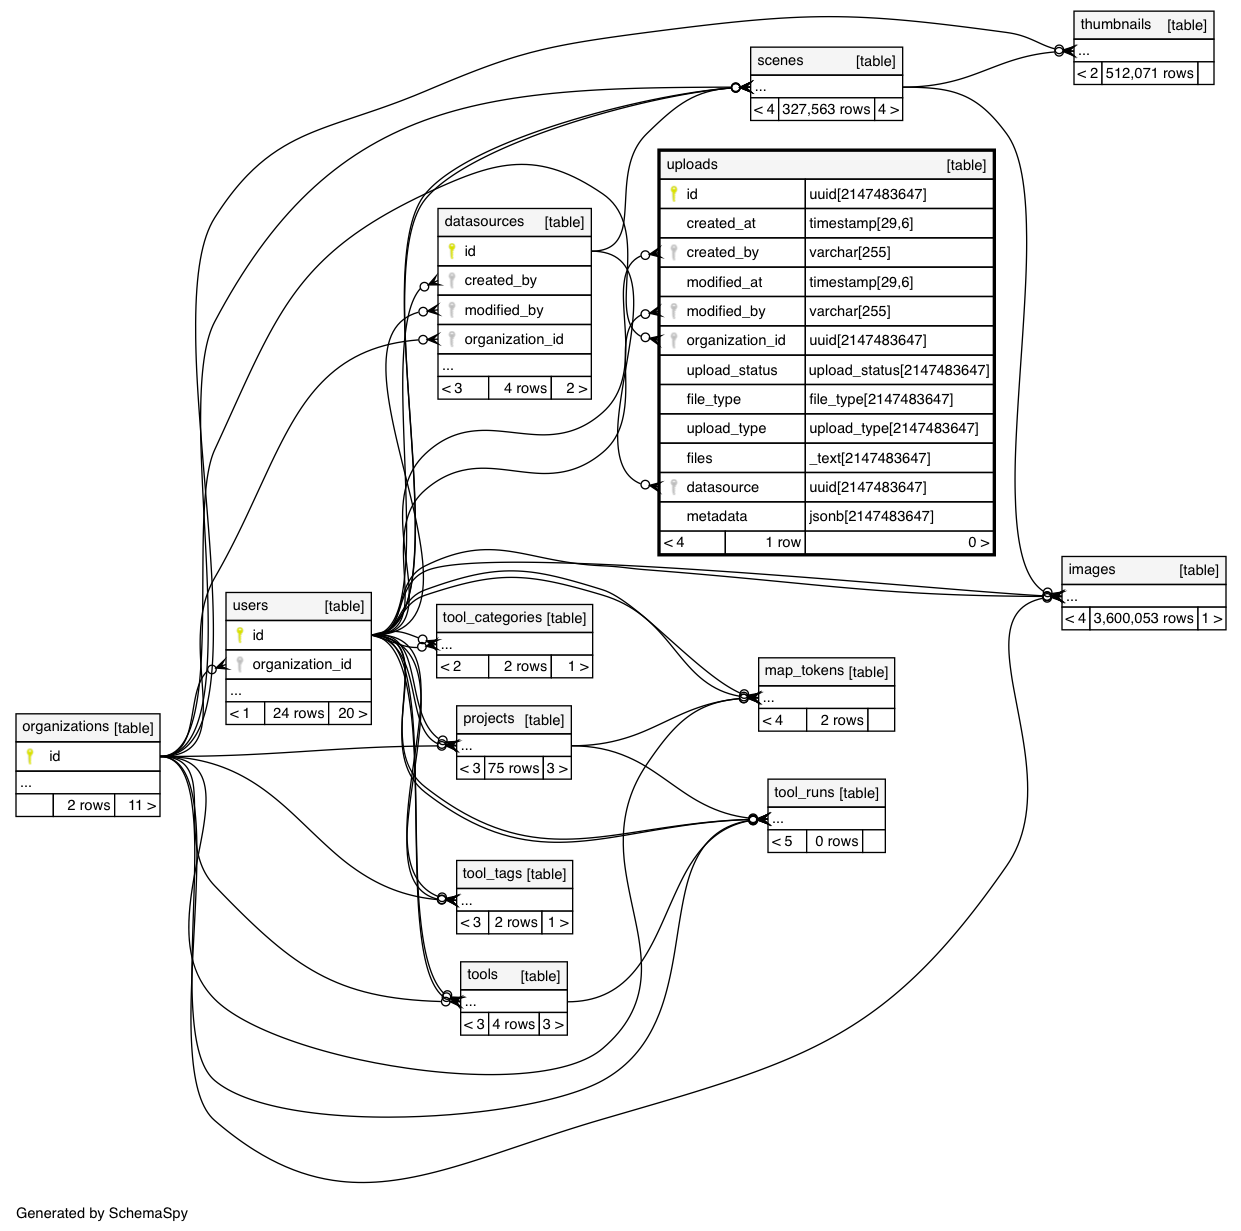 thumbnails [table]
...
< 2 512,071 rows
scenes [table]
...
< 4 327,563 rows 4 >
uploads [table]
id uuid[2147483647]
created_at timestamp[29,6]
created_by varchar[255]
modified_at timestamp[29,6]
modified_by varchar[255]
organization_id uuid[2147483647]
upload_status upload_status[2147483647]
file_type file_type[2147483647]
upload_type upload_type[2147483647]
files _text[2147483647]
datasource uuid[2147483647]
metadata jsonb[2147483647]
< 4 1 row 0 >
datasources [table]
id
created_by
modified_by
organization_id
...
< 3 4 rows 2 >
images [table]
...
< 4 3,600,053 rows 1 >
users [table]
id
organization_id
...
< 1 24 rows 20 >
tool_categories [table]
...
< 2 2 rows 1 >
map_tokens [table]
...
< 4 2 rows
organizations [table]
id
...
2 rows 11 >
projects [table]
...
< 3 75 rows 3 >
tool_runs [table]
...
< 5 0 rows
tool_tags [table]
...
< 3 2 rows 1 >
tools [table]
...
< 3 4 rows 3 >
Generated by SchemaSpy